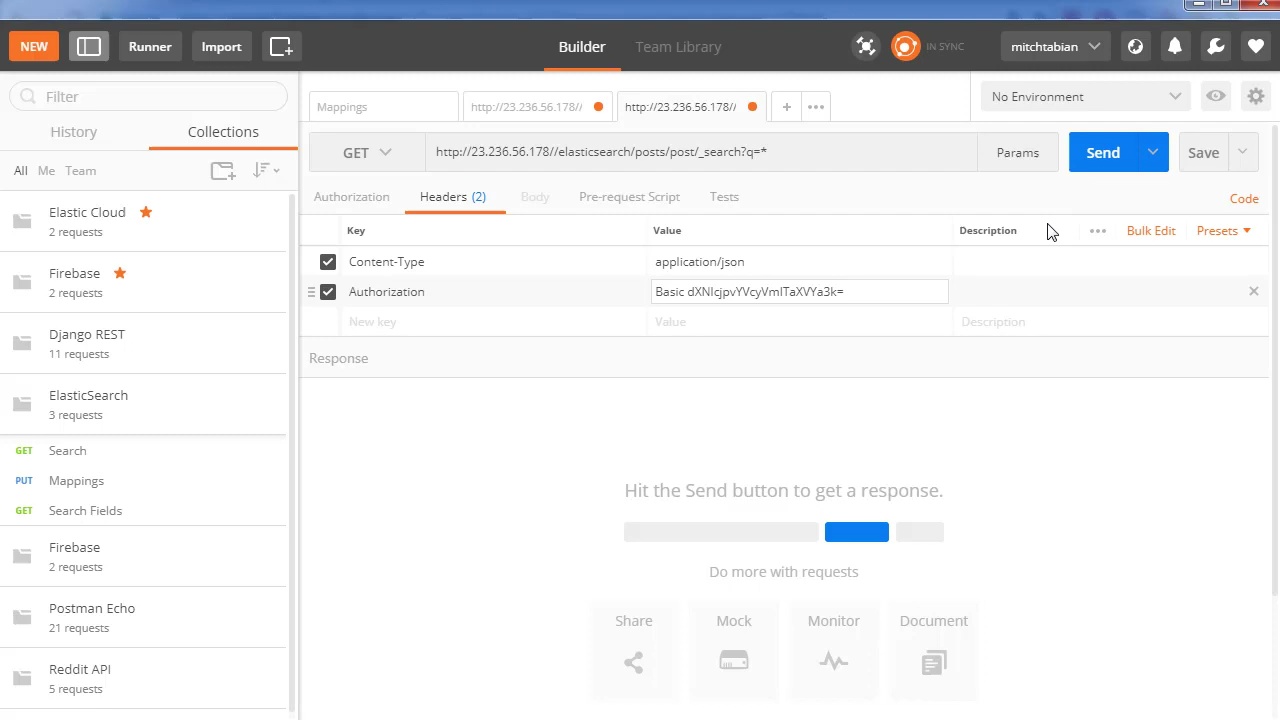 NEW
Runner
Import
Builder
Team Library
IN SYNC
mitchtabian
Filter
History
Collections
All Me Team
Elastic Cloud
2 requests
Firebase
2 requests
Django REST
11 requests
ElasticSearch
3 requests
GET Search
PUT Mappings
GET Search Fields
Firebase
2 requests
Postman Echo
21 requests
Reddit API
5 requests
Mappings
http://23.236.56.178//
http://23.236.56.178//
No Environment
GET
http://23.236.56.178//elasticsearch/posts/post/_search?q=*
Params
Send
Save
Authorization
Headers (2)
Body
Pre-request Script
Tests
Code
Key Value Description Bulk Edit Presets
Content-Type application/json
Authorization Basic dXNlcjpvYVcyVmlTaXVYa3k=
New key Value Description
Response
Hit the Send button to get a response.
Do more with requests
Share
Mock
Monitor
Document